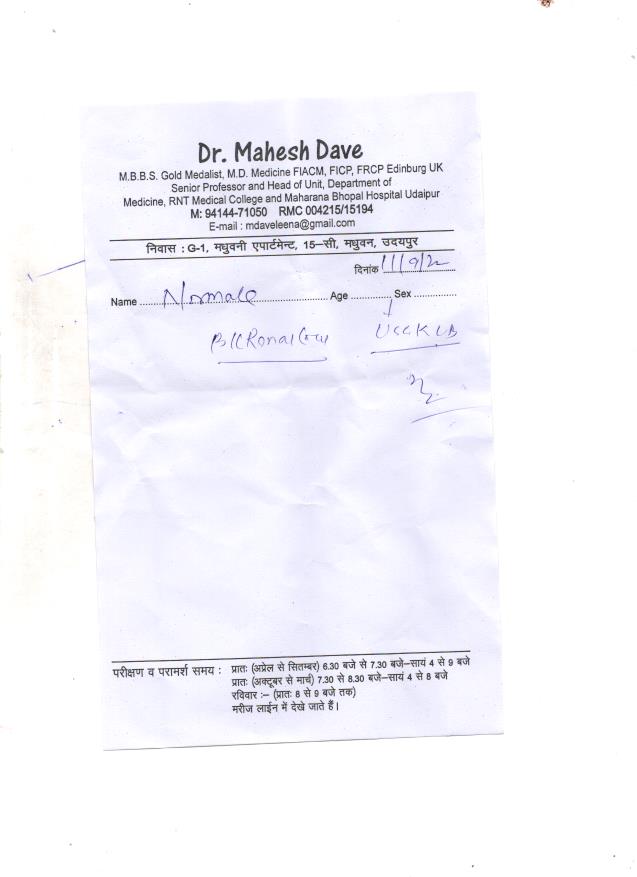 Dr. Mahesh Dave
M.B.B.S. Gold Medalist, M.D. Medicine FIACM, FICP, FRCP Edinburg UK
Senior Professor and Head of Unit, Department of
Medicine, RNT Medical College and Maharana Bhopal Hospital Udaipur
M: 94144-71050 RMC 004215/15194
E-mail : mdaveleena@gmail.com
निवास : G-1, मधुवनी एपार्टमेन्ट, 15–सी, मधुवन, उदयपुर
दिनांक
Name Age Sex
परीक्षण व परामर्श समय : प्रातः (अप्रेल से सितम्बर) 6.30 बजे से 7.30 बजे–सायं 4 से 9 बजे
प्रातः (अक्टूबर से मार्च) 7.30 से 8.30 बजे–सायं 4 से 8 बजे
रविवार :– (प्रातः 8 से 9 बजे तक)
मरीज लाईन में देखे जाते हैं।